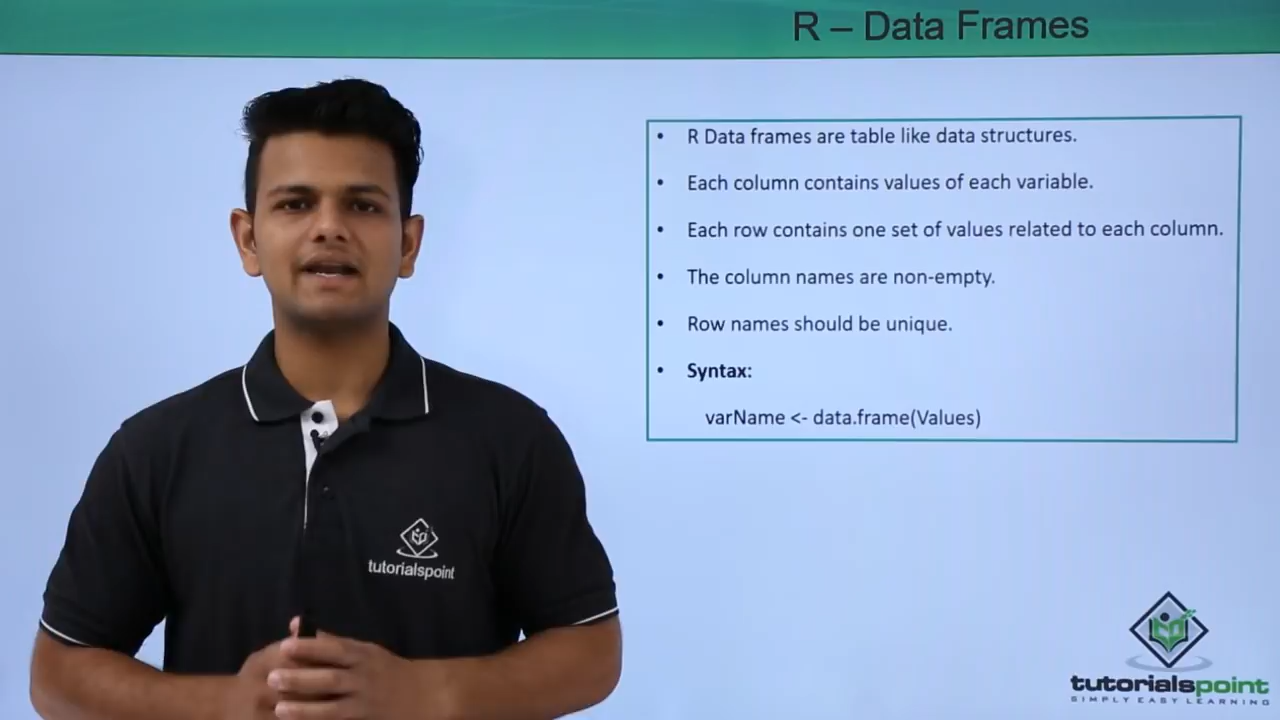 R – Data Frames
• R Data frames are table like data structures.
• Each column contains values of each variable.
• Each row contains one set of values related to each column.
• The column names are non-empty.
• Row names should be unique.
• Syntax:
varName <- data.frame(Values)
tutorialspoint
tutorialspoint
SIMPLY EASY LEARNING